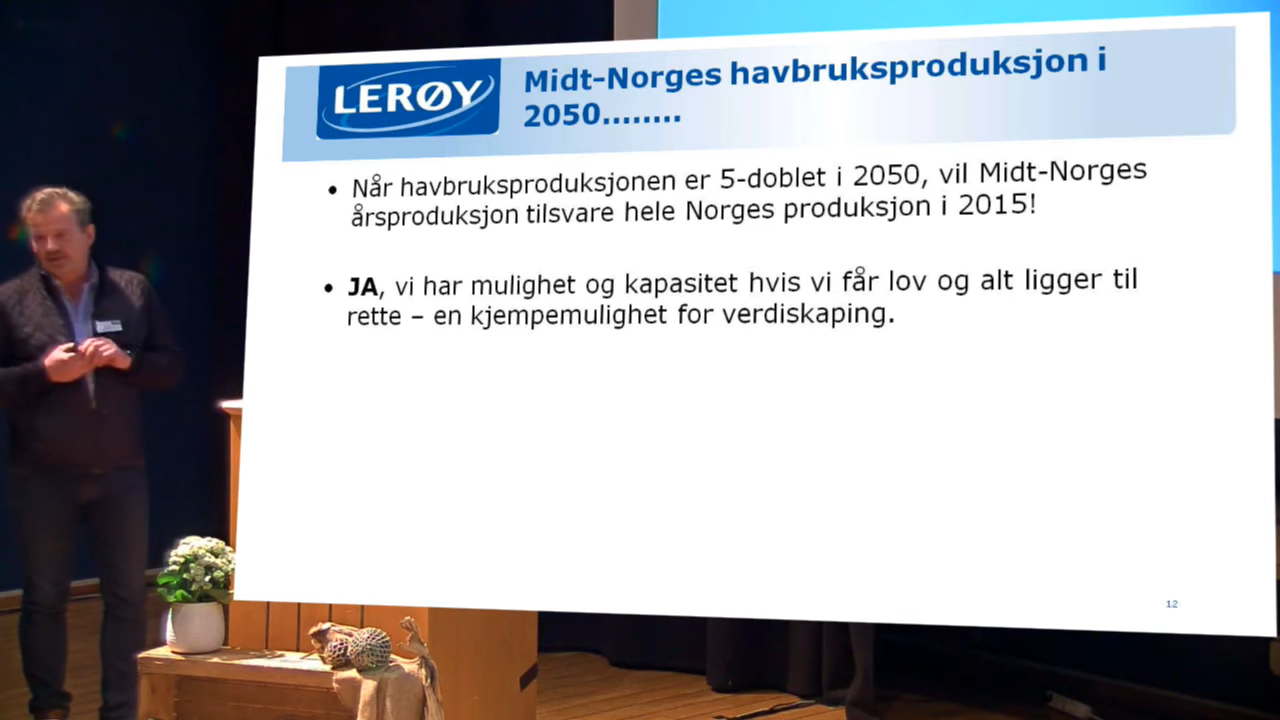 LERØY
Midt-Norges havbruksproduksjon i
2050........
• Når havbruksproduksjonen er 5-doblet i 2050, vil Midt-Norges
årsproduksjon tilsvare hele Norges produksjon i 2015!
• JA, vi har mulighet og kapasitet hvis vi får lov og alt ligger til
rette – en kjempemulighet for verdiskaping.
12